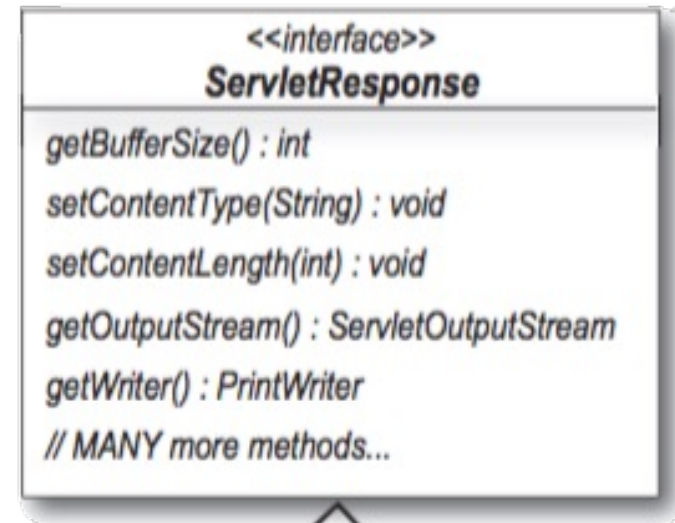 <<interface>>
ServletResponse
getBufferSize() : int
setContentType(String) : void
setContentLength(int) : void
getOutputStream() : ServletOutputStream
getWriter() : PrintWriter
// MANY more methods...